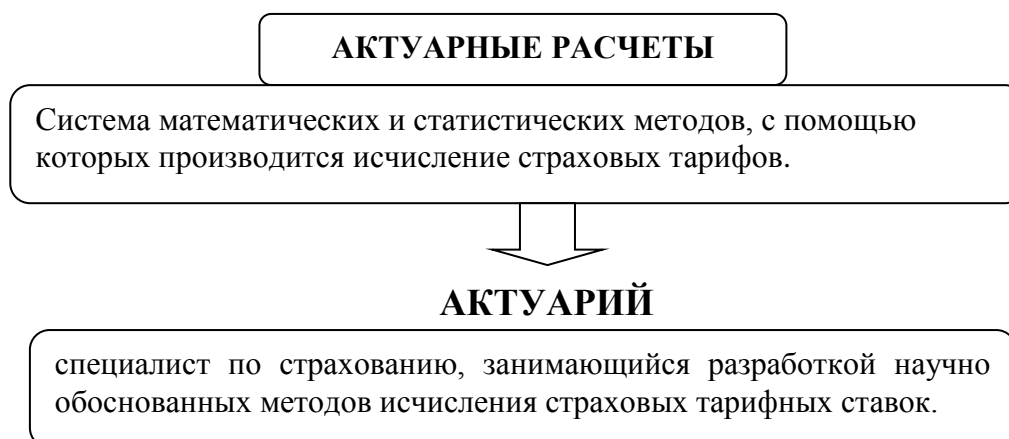 АКТУАРНЫЕ РАСЧЕТЫ
Система математических и статистических методов, с помощью
которых производится исчисление страховых тарифов.
АКТУАРИЙ
специалист по страхованию, занимающийся разработкой научно
обоснованных методов исчисления страховых тарифных ставок.